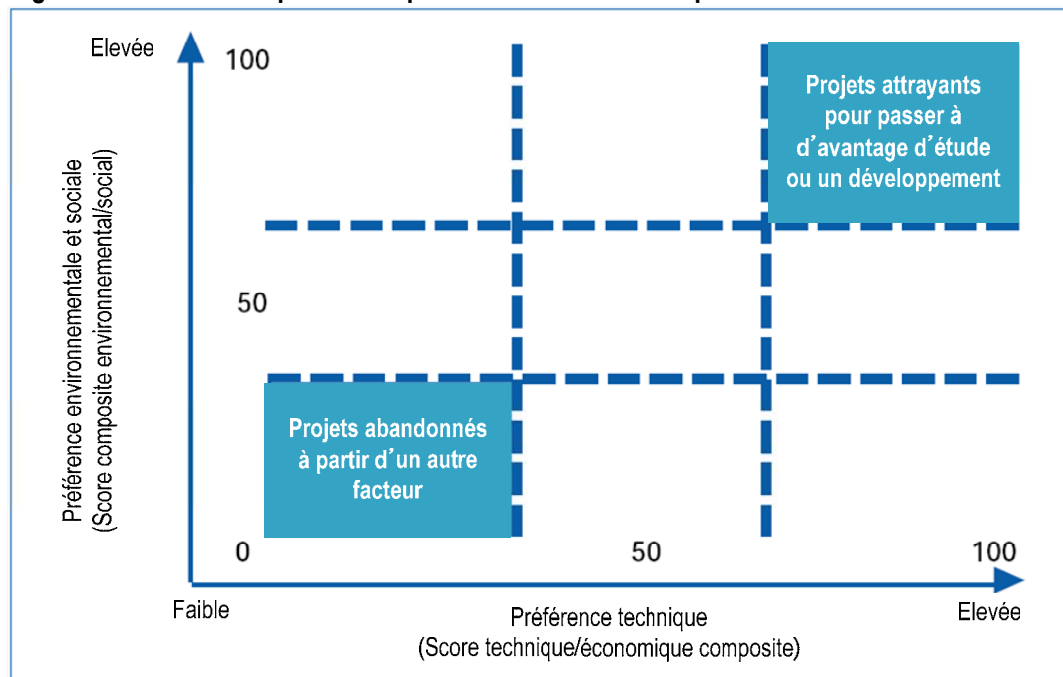 Elevée
100
Projets attrayants
pour passer à
d'avantage d'étude
ou un développement
Préférence environnementale et sociale
(Score composite environnemental/social)
50
Projets abandonnés
à partir d'un autre
facteur
0
50
100
Faible
Préférence technique
(Score technique/économique composite)
Elevée